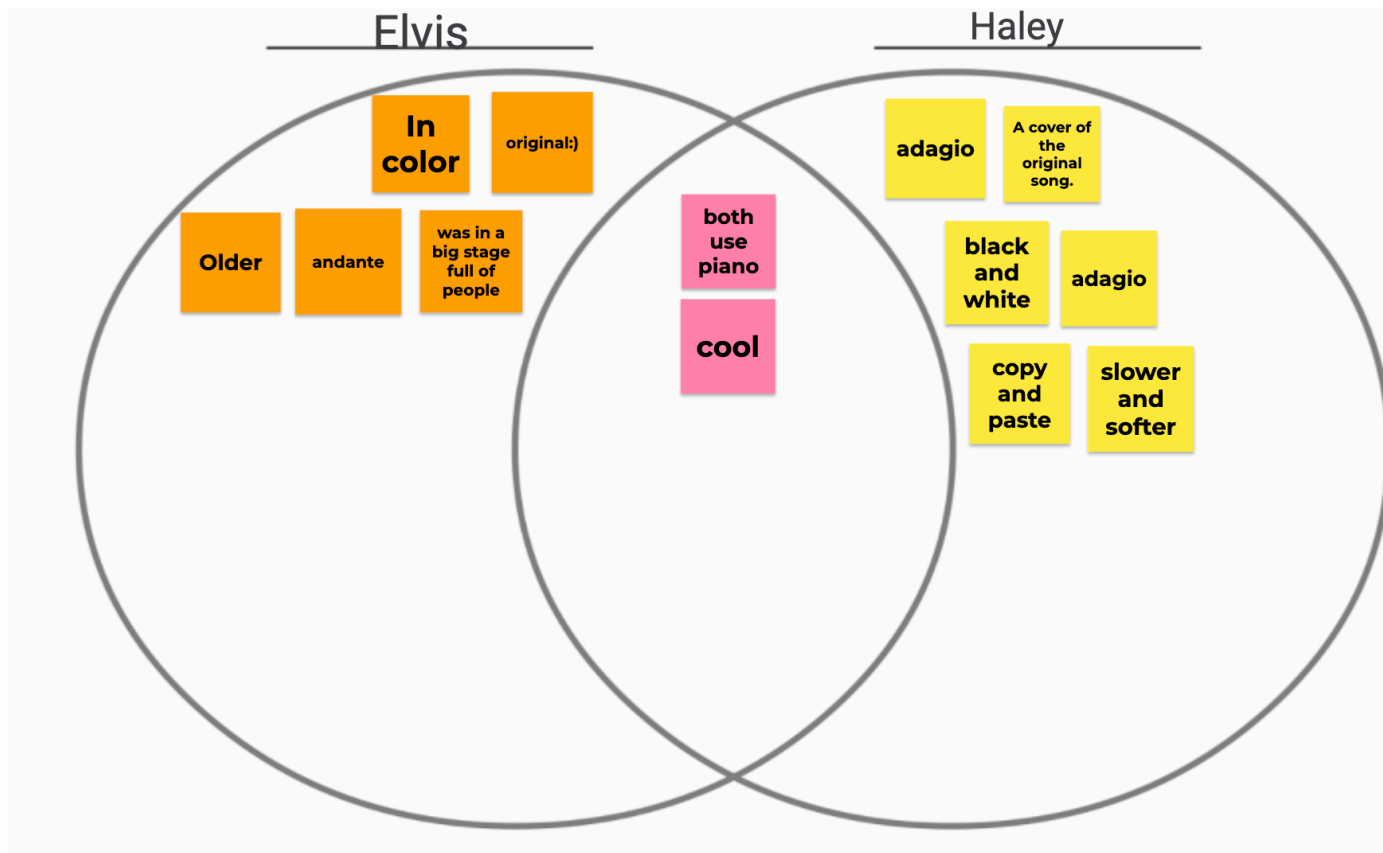 Elvis
Haley
In
color
original:)
Older
andante
was in a
big stage
full of
people
both
use
piano
cool
adagio
A cover of
the
original
song.
black
and
white
adagio
copy
and
paste
slower
and
softer